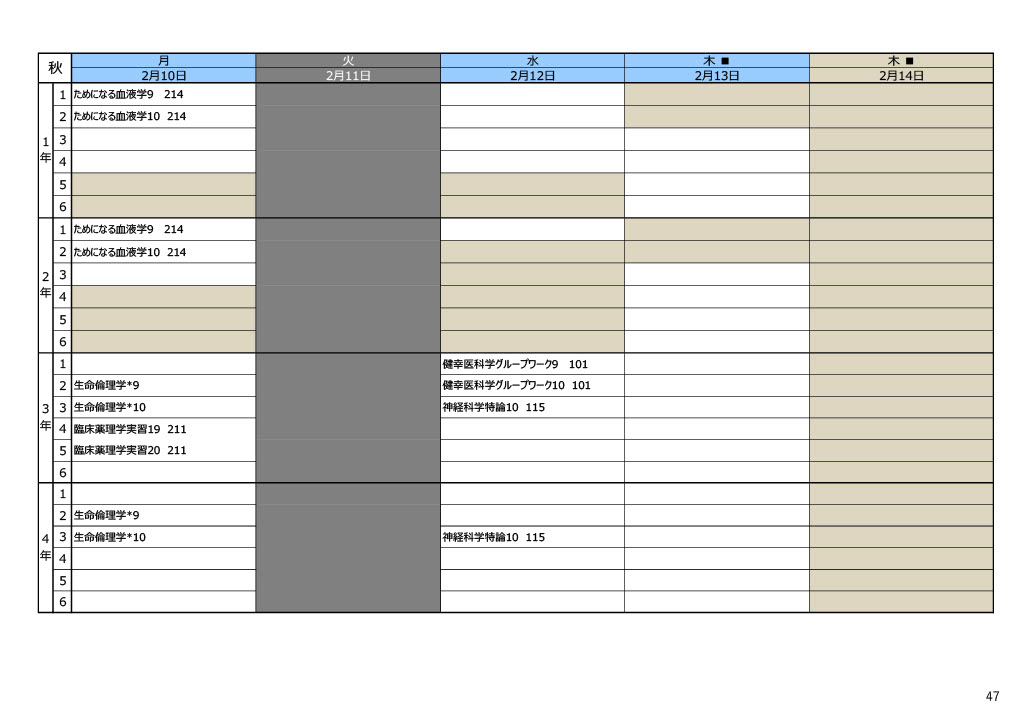 秋 月 火 水 木 ■ 木 ■
2月10日 2月11日 2月12日 2月13日 2月14日
1年
1 ためになる血液学9 214
2 ためになる血液学10 214
3
4
5
6
2年
1 ためになる血液学9 214
2 ためになる血液学10 214
3
4
5
6
3年
1 健幸医科学グループワーク9 101
2 生命倫理学*9 健幸医科学グループワーク10 101
3 生命倫理学*10 神経科学特論10 115
4 臨床薬理学実習19 211
5 臨床薬理学実習20 211
6
4年
1
2 生命倫理学*9
3 生命倫理学*10 神経科学特論10 115
4
5
6
47